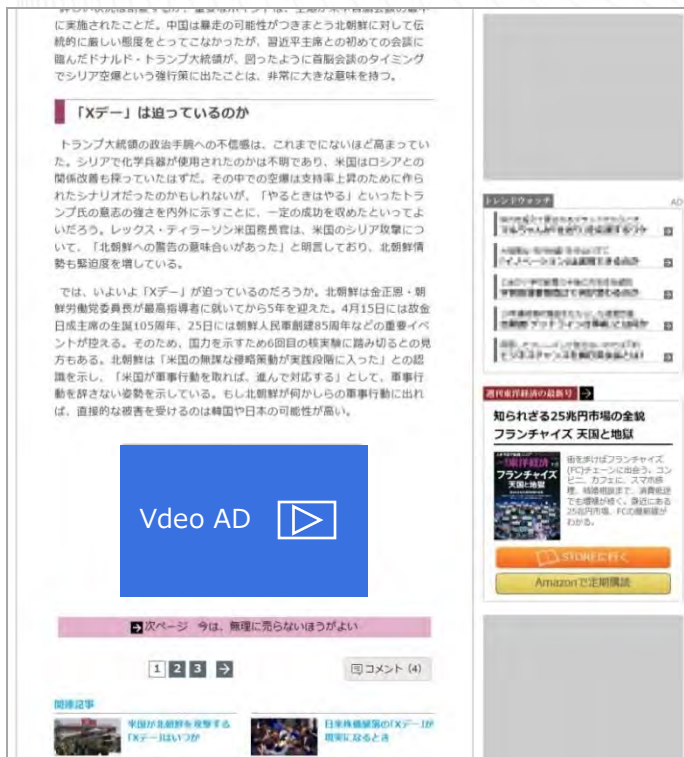 に実施されたことだ。中国は暴走の可能性がつきまとう北朝鮮に対して伝
統的に厳しい態度をとってこなかったが、習近平主席との初めての会談に
臨んだドナルド・トランプ大統領が、図ったように首脳会談のタイミング
でシリア空爆という強行策に出たことは、非常に大きな意味を持つ。
「Xデー」は迫っているのか
トランプ大統領の政治手腕への不信感は、これまでにないほど高まってい
た。シリアで化学兵器が使用されたのかは不明であり、米国はロシアとの
関係改善も探っていたはずだ。その中での空爆は支持率上昇のために作ら
れたシナリオだったのかもしれないが、「やるときはやる」といったトラ
ンプ氏の意志の強さを内外に示すことに、一定の成功を収めたといってよ
いだろう。レックス・ティラーソン米国務長官は、米国のシリア攻撃につ
いて、「北朝鮮への警告の意味合いがあった」と明言しており、北朝鮮情
勢も緊迫度を増している。
では、いよいよ「Xデー」が迫っているのだろうか。北朝鮮は金正恩・朝
鮮労働党委員長が最高指導者に就いてから5年を迎えた。4月15日には故金
日成主席の生誕105周年、25日には朝鮮人民軍創建85周年などの重要イベ
ントが控える。そのため、国力を示すため6回目の核実験に踏み切るとの見
方もある。北朝鮮は「米国の無謀な侵略策動が実践段階に入った」との認
識を示し、「米国が軍事行動を取れば、進んで対応する」として、軍事行
動を辞さない姿勢を示している。もし北朝鮮が何かしらの軍事行動に出れ
ば、直接的な被害を受けるのは韓国や日本の可能性が高い。
Vdeo AD
次ページ 今は、無理に売らないほうがよい
1 2 3
コメント (4)
関連記事
米国が北朝鮮を攻撃する
「Xデー」はいつか
日米株価暴落の「Xデー」が
現実になるとき
トレンドウォッチ
AD
週刊東洋経済の最新号
知られざる25兆円市場の全貌
フランチャイズ 天国と地獄
東洋経済
フランチャイズ
天国と地獄
街を歩けばフランチャイズ
(FC)チェーンに出会う。コン
ビニ、カフェに、スマホ修
理、結婚相談まで、消費低迷
でも増殖が続く。身近にある
25兆円市場、FCの最前線が
わかる。
STOREに行く
Amazonで定期購読